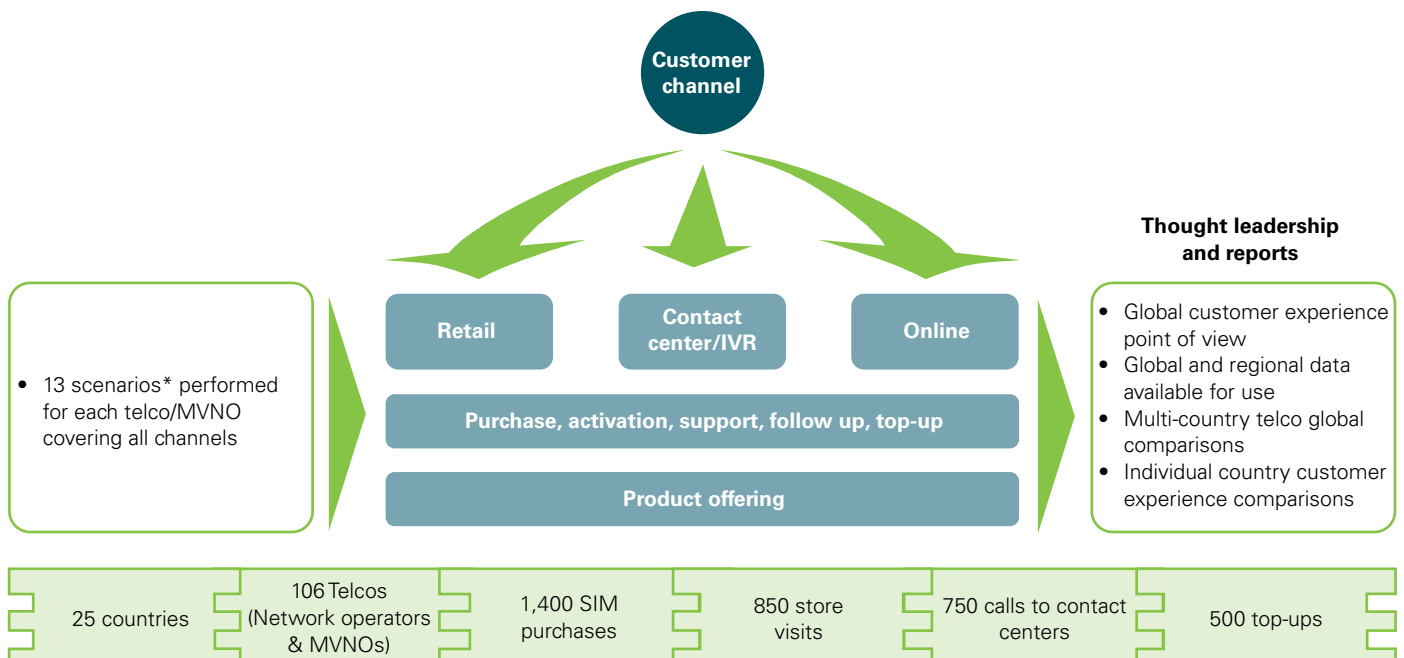 Customer
channel
Thought leadership
and reports
Retail
Contact
center/IVR
Online
• 13 scenarios* performed
for each telco/MVNO
covering all channels
Purchase, activation, support, follow up, top-up
Product offering
• Global customer experience
point of view
• Global and regional data
available for use
• Multi-country telco global
comparisons
• Individual country customer
experience comparisons
25 countries
106 Telcos
(Network operators
& MVNOs)
1,400 SIM
purchases
850 store
visits
750 calls to contact
centers
500 top-ups